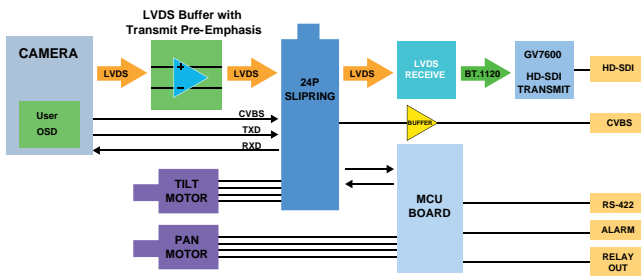 LVDS Buffer with
Transmit Pre-Emphasis
CAMERA
LVDS
LVDS
24P
SLIPRING
LVDS
LVDS
RECEIVE
BT.1120
GV7600
HD-SDI
TRANSMIT
HD-SDI
User
OSD
CVBS
TXD
RXD
BUFFER
CVBS
TILT
MOTOR
MCU
BOARD
RS-422
ALARM
PAN
MOTOR
RELAY
OUT